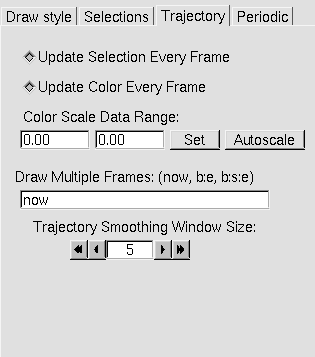 Draw style Selections Trajectory Periodic
Update Selection Every Frame
Update Color Every Frame
Color Scale Data Range:
0.00 0.00 Set Autoscale
Draw Multiple Frames: (now, b:e, b:s:e)
now
Trajectory Smoothing Window Size:
5